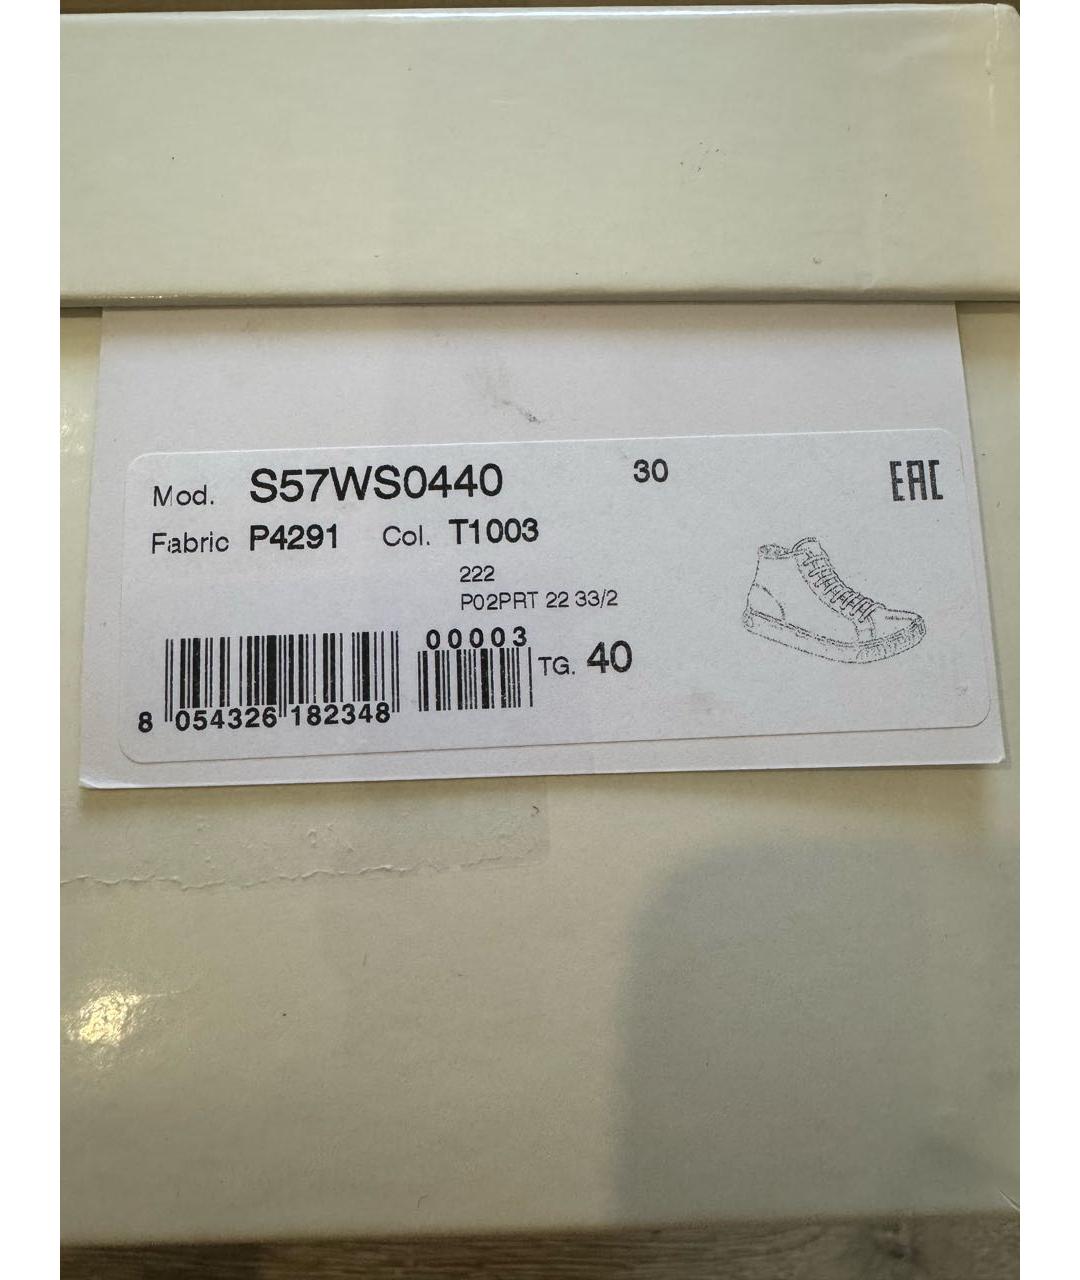 Mod. S57WS0440 30 EAC
Fabric P4291 Col. T1003
222
P02PRT 22 33/2
00003
TG. 40
8 054326 182348